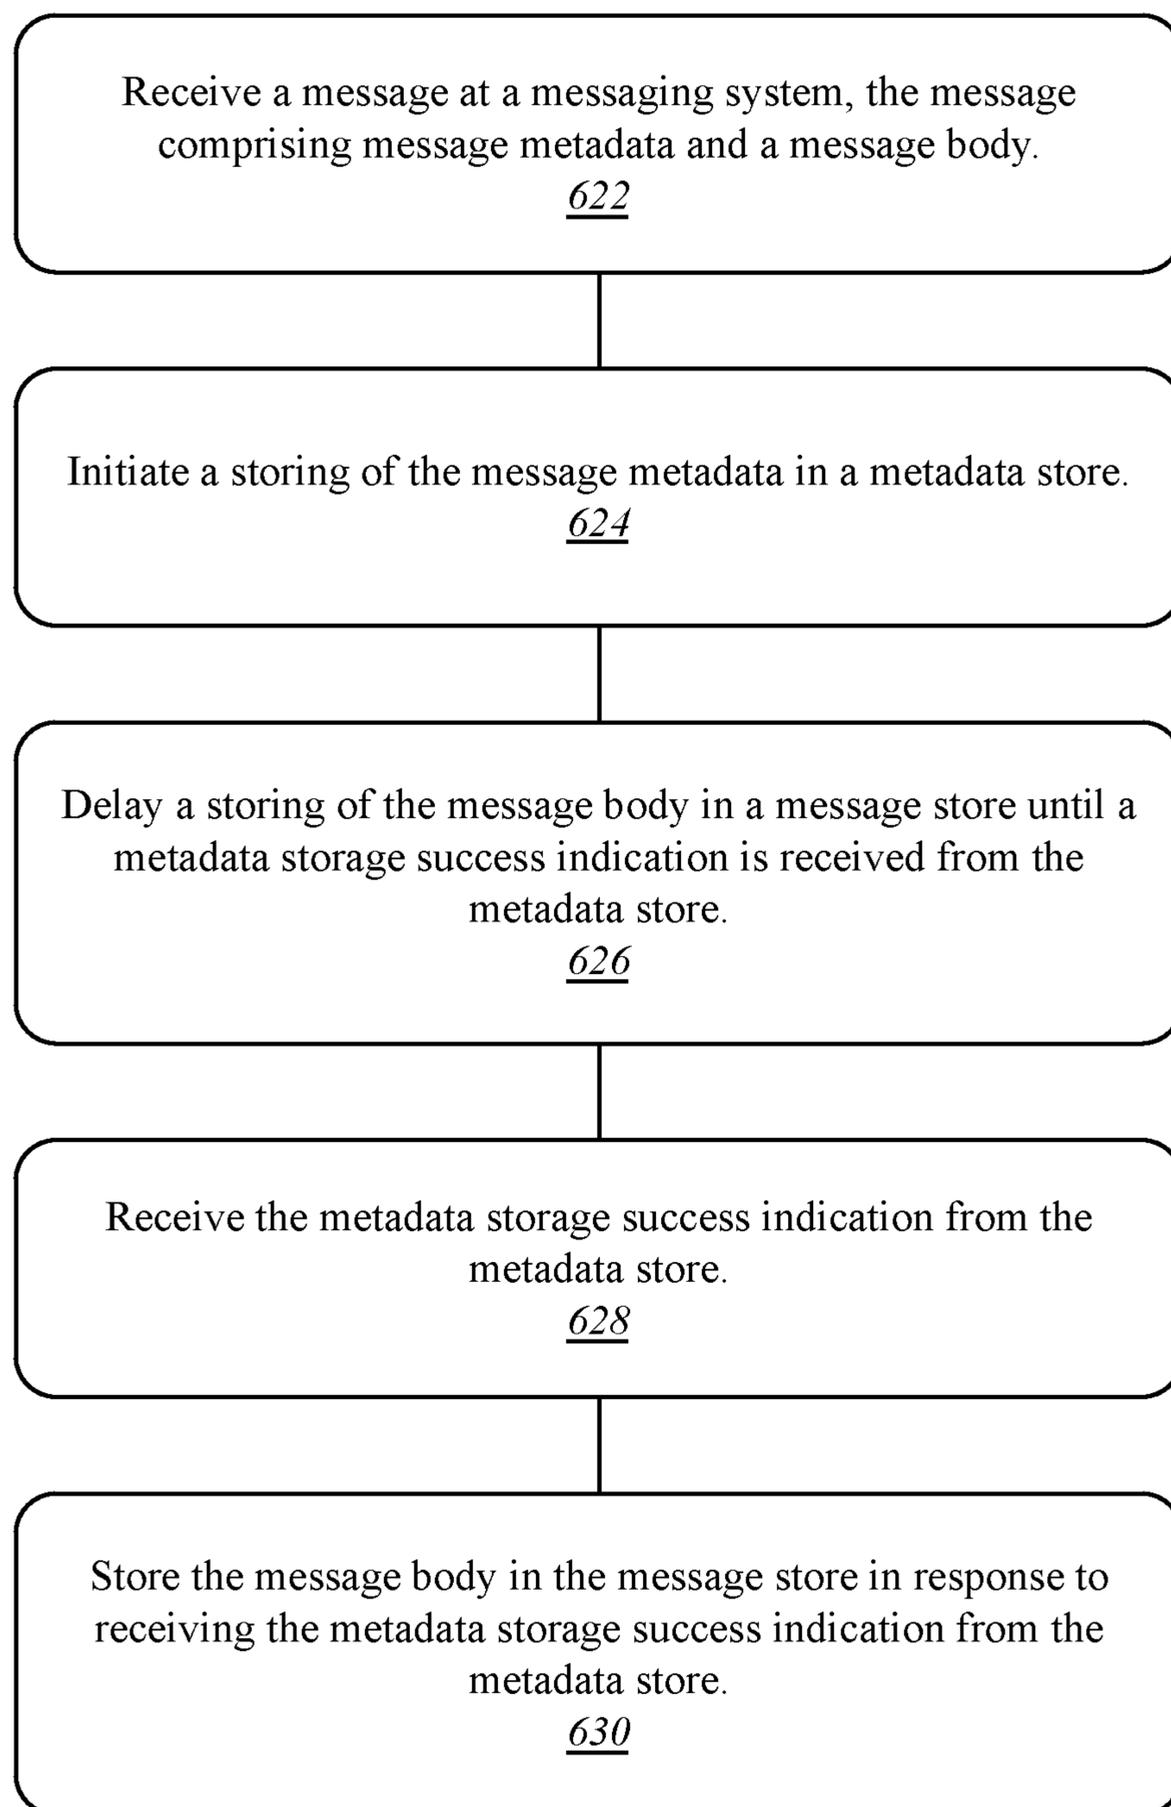 Receive a message at a messaging system, the message
comprising message metadata and a message body.
622
Initiate a storing of the message metadata in a metadata store.
624
Delay a storing of the message body in a message store until a
metadata storage success indication is received from the
metadata store.
626
Receive the metadata storage success indication from the
metadata store.
628
Store the message body in the message store in response to
receiving the metadata storage success indication from the
metadata store.
630